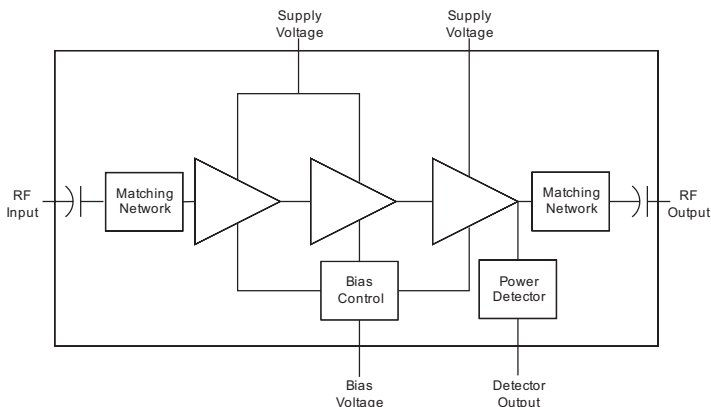 Supply
Voltage
Supply
Voltage
RF
Input
Matching
Network
Matching
Network
RF
Output
Bias
Control
Power
Detector
Bias
Voltage
Detector
Output